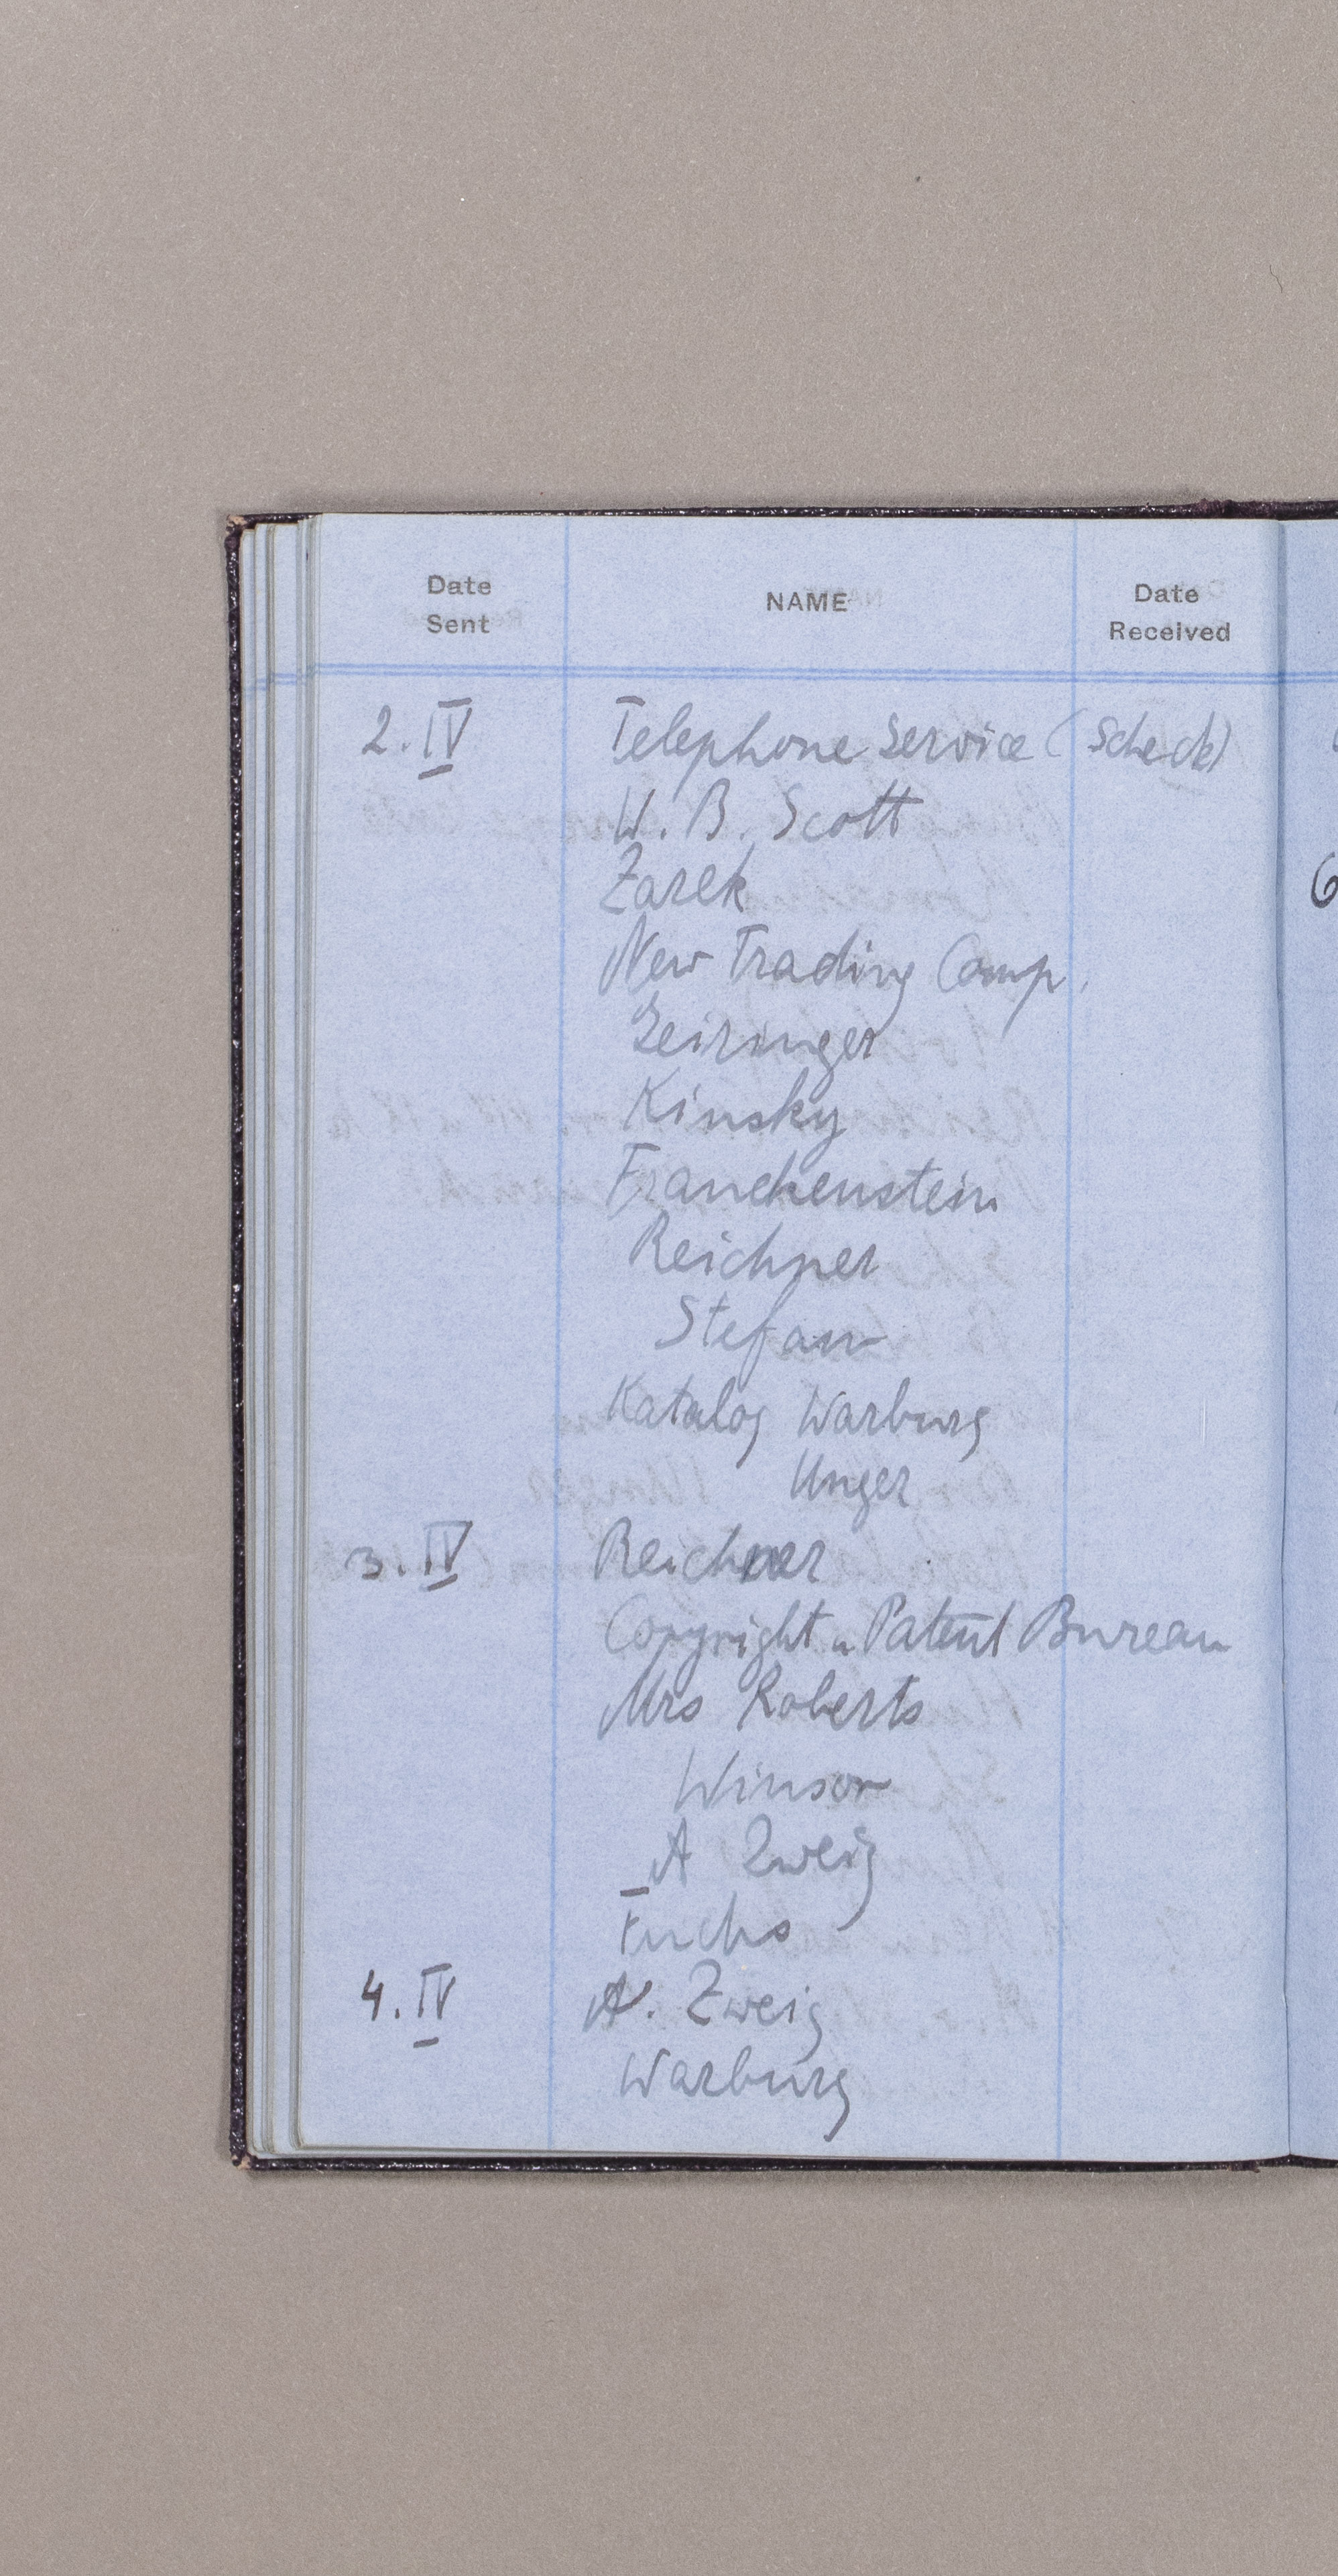 Date Sent NAME Date Received
2. IV Telephone Service (Scheck)
W. B. Scott
Zarek
New Trading Comp.
Geiringer
Kinsky
Franckenstein
Reichner
Stefan
Katalog Warburg
Unger
3. IV Reichner
Copyright u Patent Bureau
Mrs Roberts
Winsor
A Zweig
Fuchs
4. IV A. Zweig
Warburg